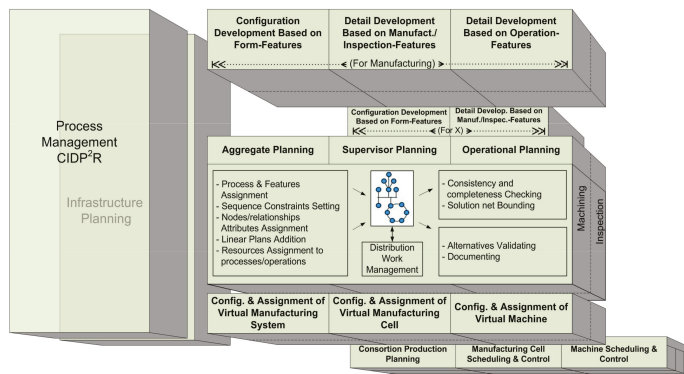 Process
Management
CIDP²R
Infrastructure
Planning
Configuration
Development Based on
Form-Features
Detail Development
Based on Manufact./
Inspection-Features
Detail Development
Based on Operation-
Features
(For Manufacturing)
Configuration Development
Based on Form-Features
Detail Develop. Based on
Manuf./Inspec.-Features
(For X)
Aggregate Planning
Supervisor Planning
Operational Planning
- Process & Features
Assignment
- Sequence Constraints Setting
- Nodes/relationships
Attributes Assignment
- Linear Plans Addition
- Resources Assignment to
processes/operations
Distribution
Work
Management
- Consistency and
completeness Checking
- Solution net Bounding
- Alternatives Validating
- Documenting
Machining
Inspection
Config. & Assignment of
Virtual Manufacturing
System
Config. & Assignment of
Virtual Manufacturing
Cell
Config. & Assignment of
Virtual Machine
Consortion Production
Planning
Manufacturing Cell
Scheduling & Control
Machine Scheduling &
Control